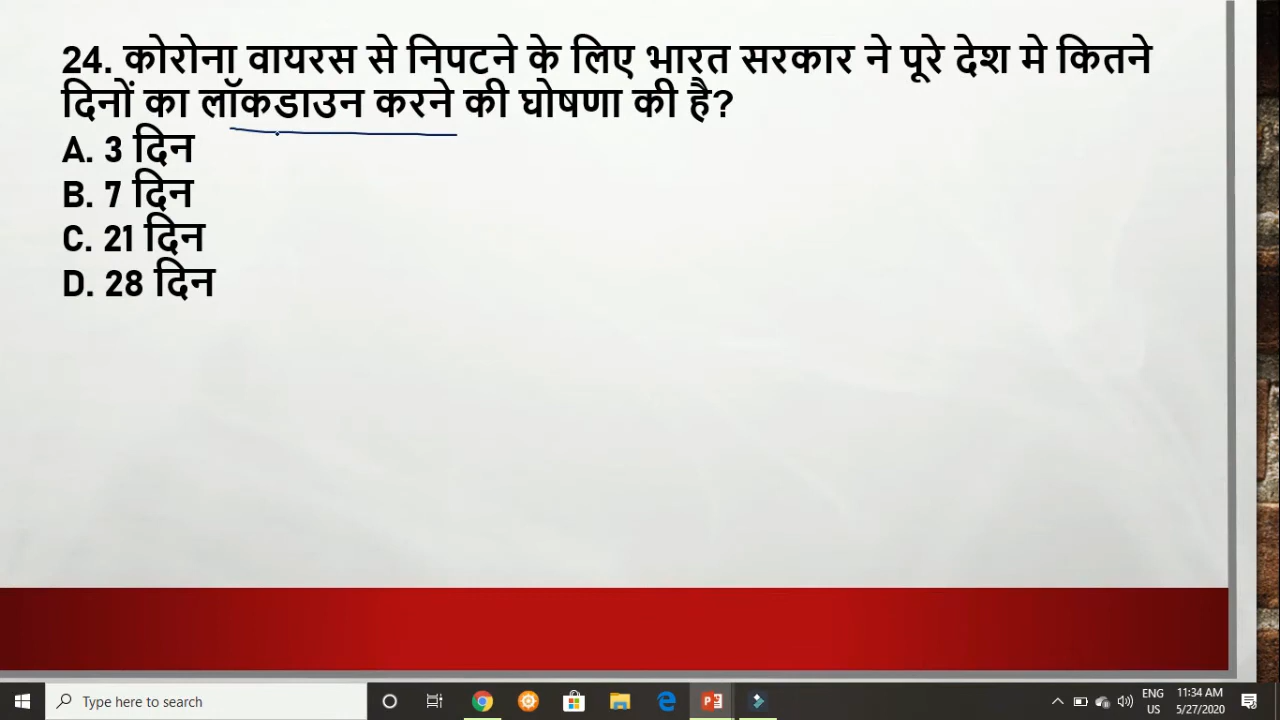 24. कोरोना वायरस से निपटने के लिए भारत सरकार ने पूरे देश मे कितने
दिनों का लॉकडाउन करने की घोषणा की है?
A. 3 दिन
B. 7 दिन
C. 21 दिन
D. 28 दिन
Type here to search
ENG
US
11:34 AM
5/27/2020